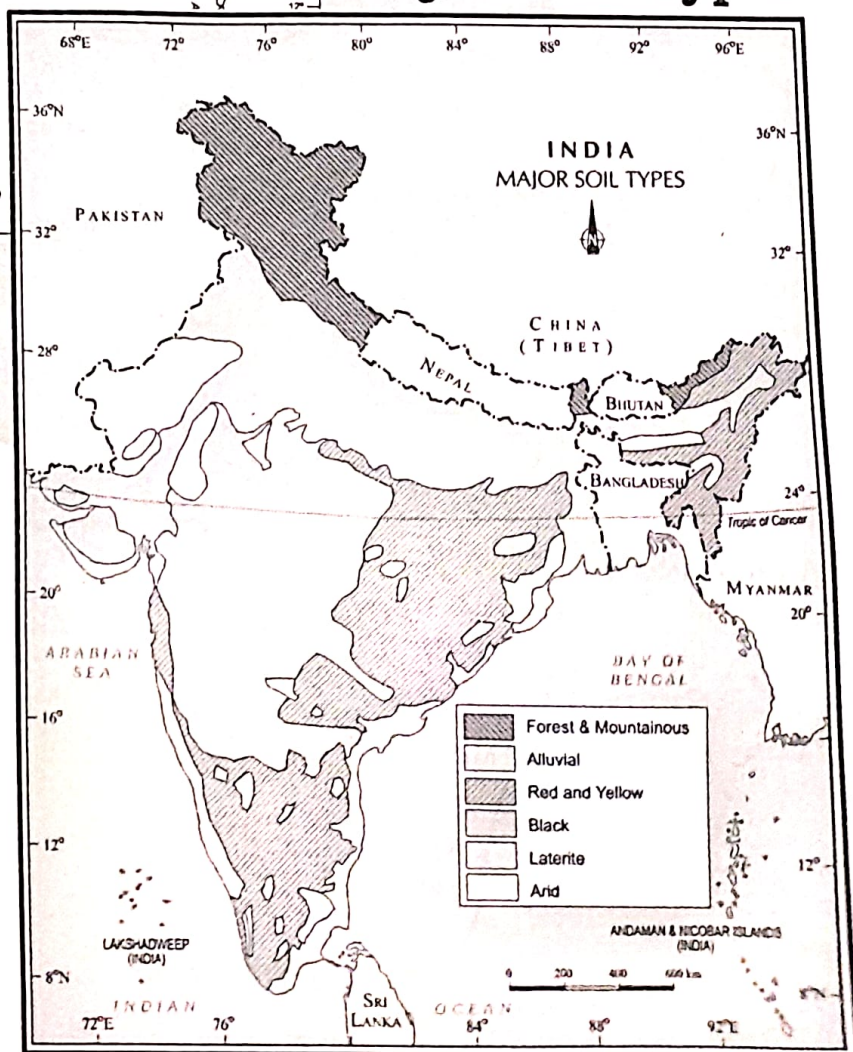 68°E 72° 76° 80° 84° 88° 92° 96°E
36°N
36°N
INDIA
MAJOR SOIL TYPES
PAKISTAN
N
32°
32°
CHINA
(TIBET)
28°
NEPAL
BHUTAN
BANGLADESH
24°
Tropic of Cancer
MYANMAR
20°
20°
ARABIAN
SEA
BAY OF
BENGAL
16°
Forest & Mountainous
Alluvial
Red and Yellow
Black
Laterite
Arid
12°
12°
LAKSHADWEEP
(INDIA)
ANDAMAN & NICOBAR ISLANDS
(INDIA)
0 200 400 600 km
8°N
INDIAN OCEAN
SRI
LANKA
72°E 76° 84° 88° 92°E